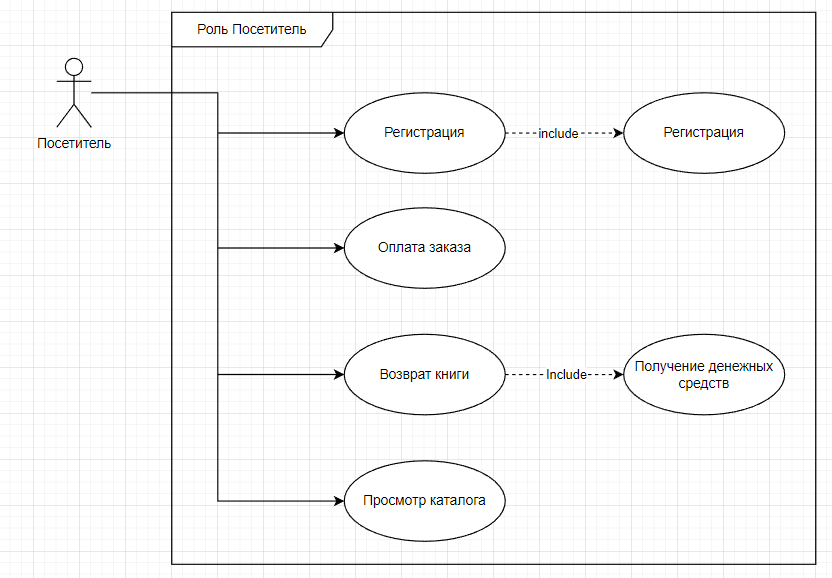 Роль Посетитель
Посетитель
Регистрация
include
Регистрация
Оплата заказа
Возврат книги
Include
Получение денежных
средств
Просмотр каталога